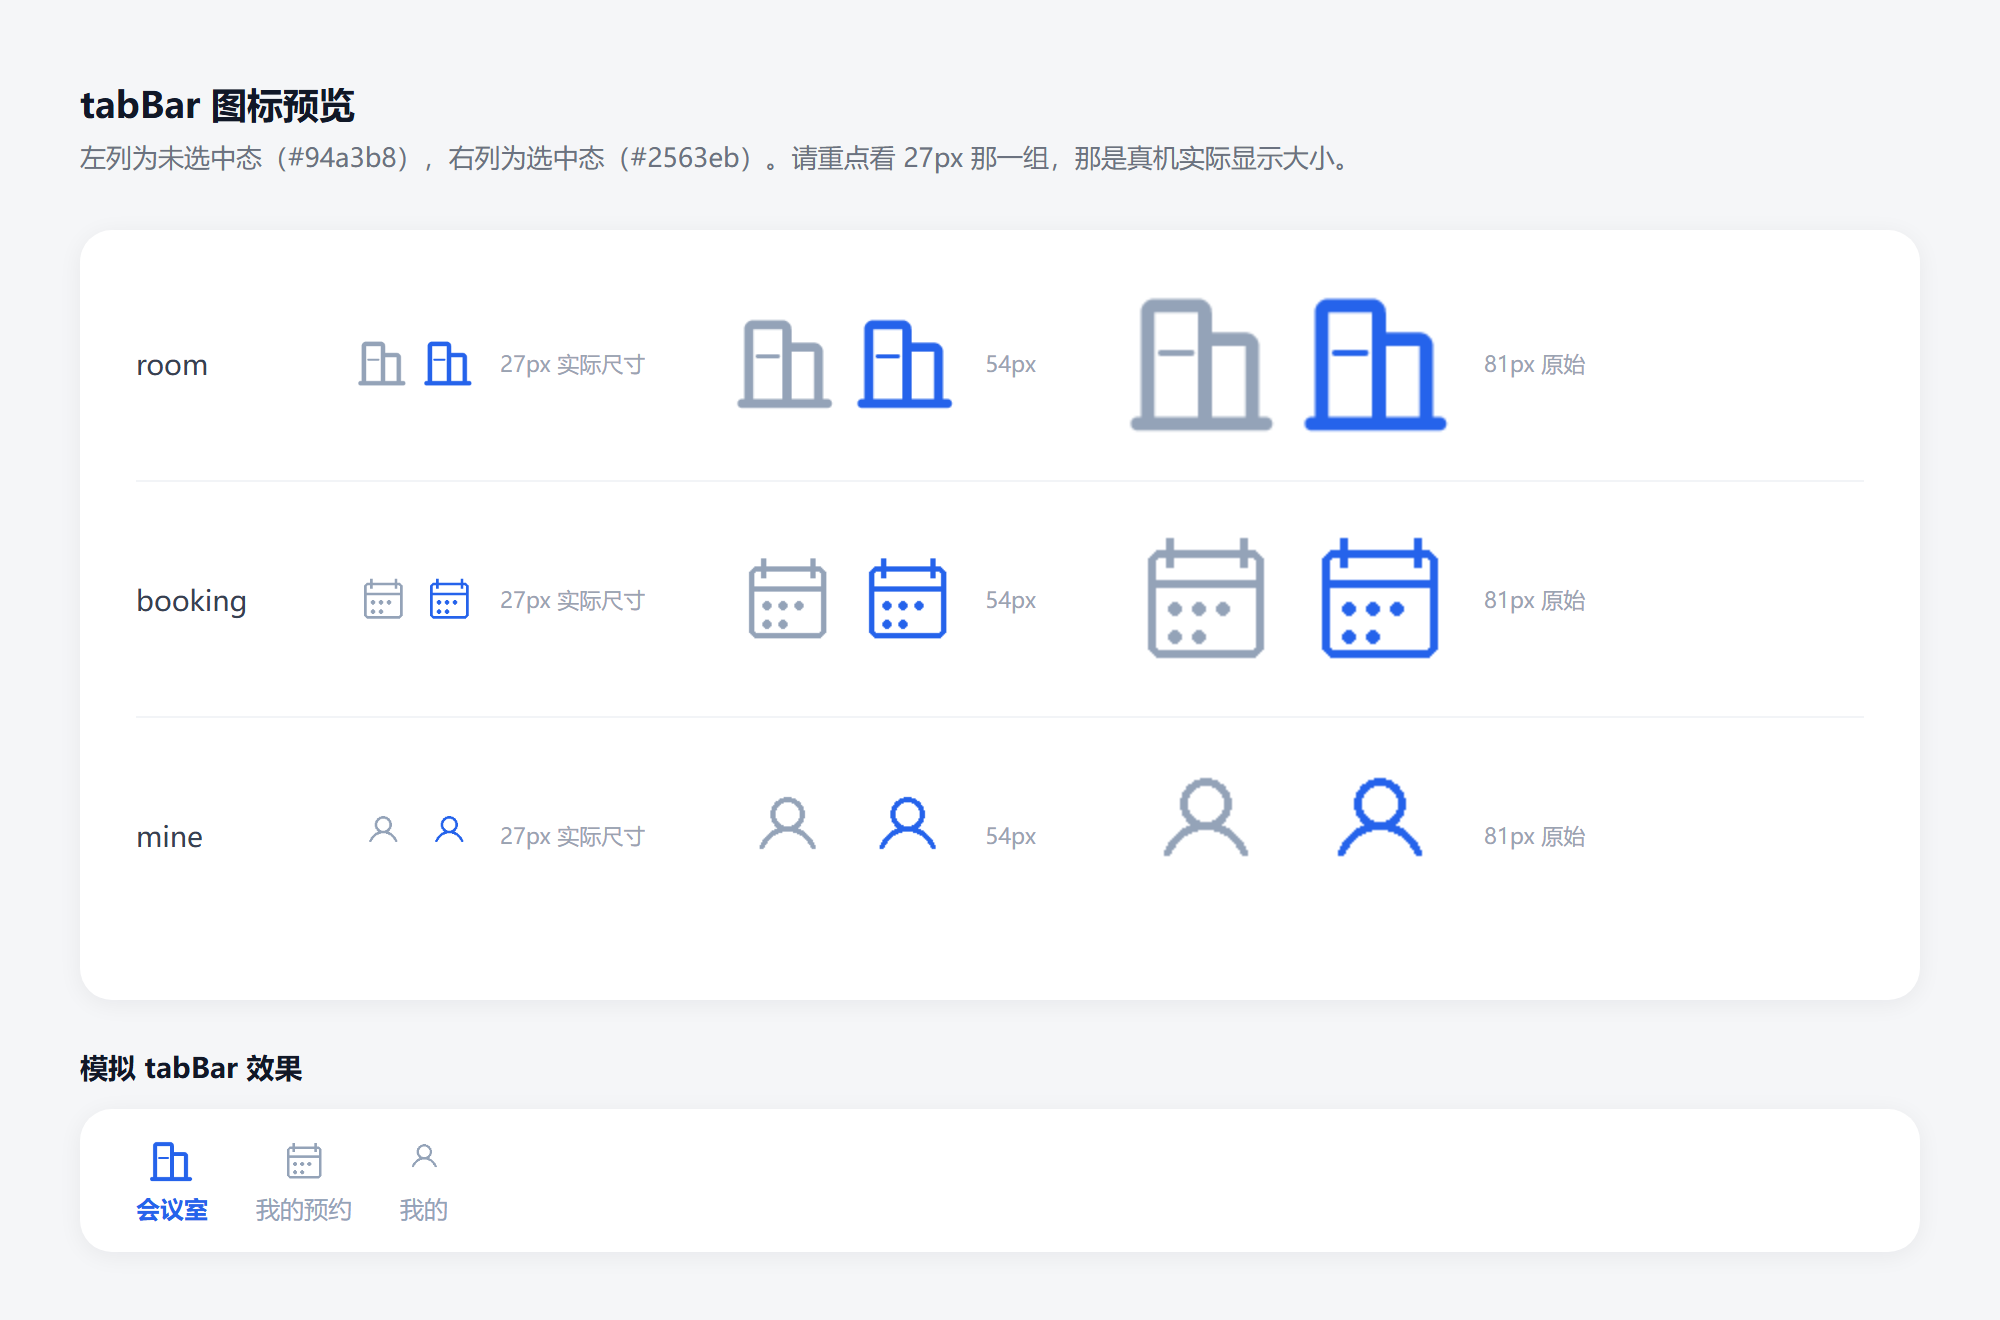 tabBar 图标预览
左列为未选中态（#94a3b8），右列为选中态（#2563eb）。请重点看 27px 那一组，那是真机实际显示大小。
room
27px 实际尺寸
54px
81px 原始
booking
27px 实际尺寸
54px
81px 原始
mine
27px 实际尺寸
54px
81px 原始
模拟 tabBar 效果
会议室
我的预约
我的